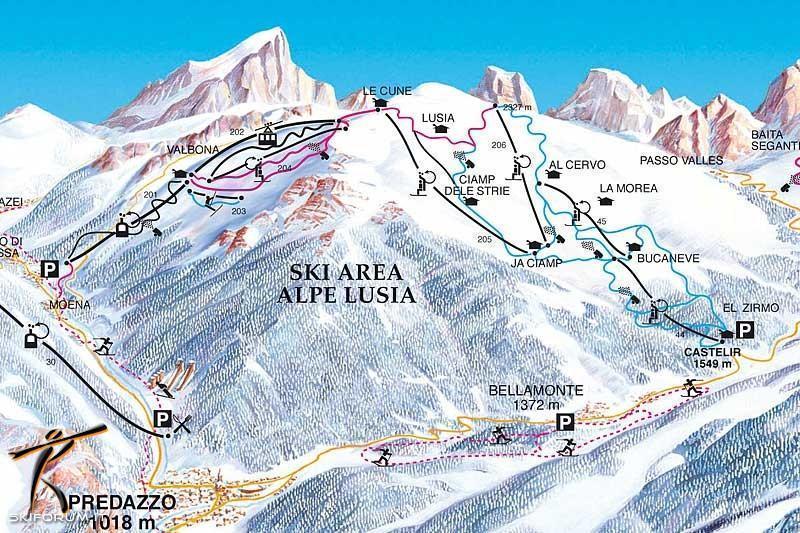 LE CUNE
2327 m
LUSIA
202
VALBONA
206
BAITA
PASSO VALLES
AL CERVO
204
CIAMP
DELE STRIE
LA MOREA
201
203
45
205
BUCANEVE
JA CIAMP
P
SKI AREA
ALPE LUSIA
MOENA
EL ZIRMO
P
44
CASTELIR
1549 m
30
BELLAMONTE
1372 m
P
P
PREDAZZO
1018 m
SKIFORUM